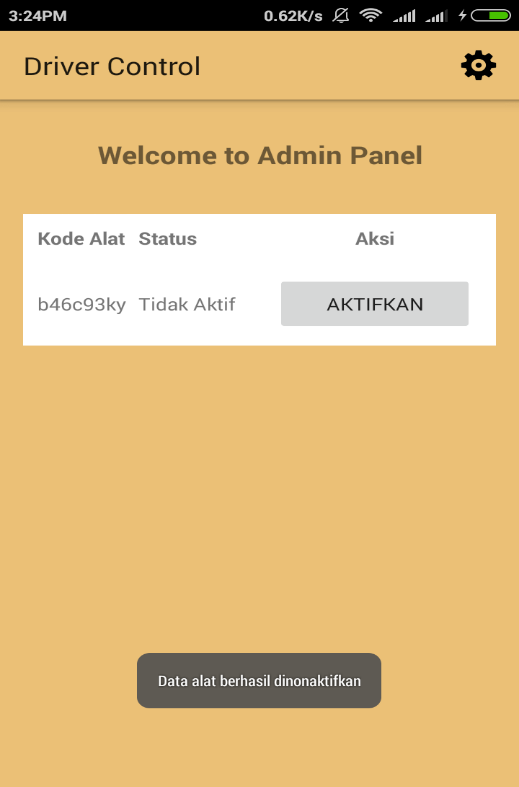 3:24PM 0.62K/s
Driver Control
Welcome to Admin Panel
Kode Alat Status Aksi
b46c93ky Tidak Aktif AKTIFKAN
Data alat berhasil dinonaktifkan